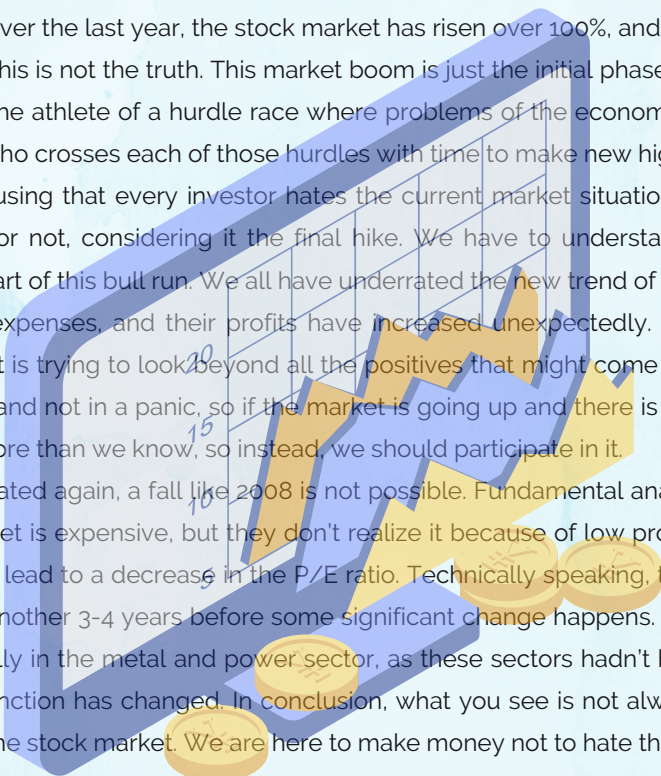 ver the last year, the stock market has risen over 100%, and
his is not the truth. This market boom is just the initial phase
ne athlete of a hurdle race where problems of the econom
ho crosses each of those hurdles with time to make new hig
using that every investor hates the current market situatio
or not, considering it the final hike. We have to understa
art of this bull run. We all have underrated the new trend of
expenses, and their profits have increased unexpectedly.
t is trying to look beyond all the positives that might come
and not in a panic, so if the market is going up and there is
ore than we know, so instead, we should participate in it.
ated again, a fall like 2008 is not possible. Fundamental ana
et is expensive, but they don't realize it because of low pro
lead to a decrease in the P/E ratio. Technically speaking, t
nother 3-4 years before some significant change happens.
lly in the metal and power sector, as these sectors hadn't
nction has changed. In conclusion, what you see is not alw
he stock market. We are here to make money not to hate th
20
15
10
5